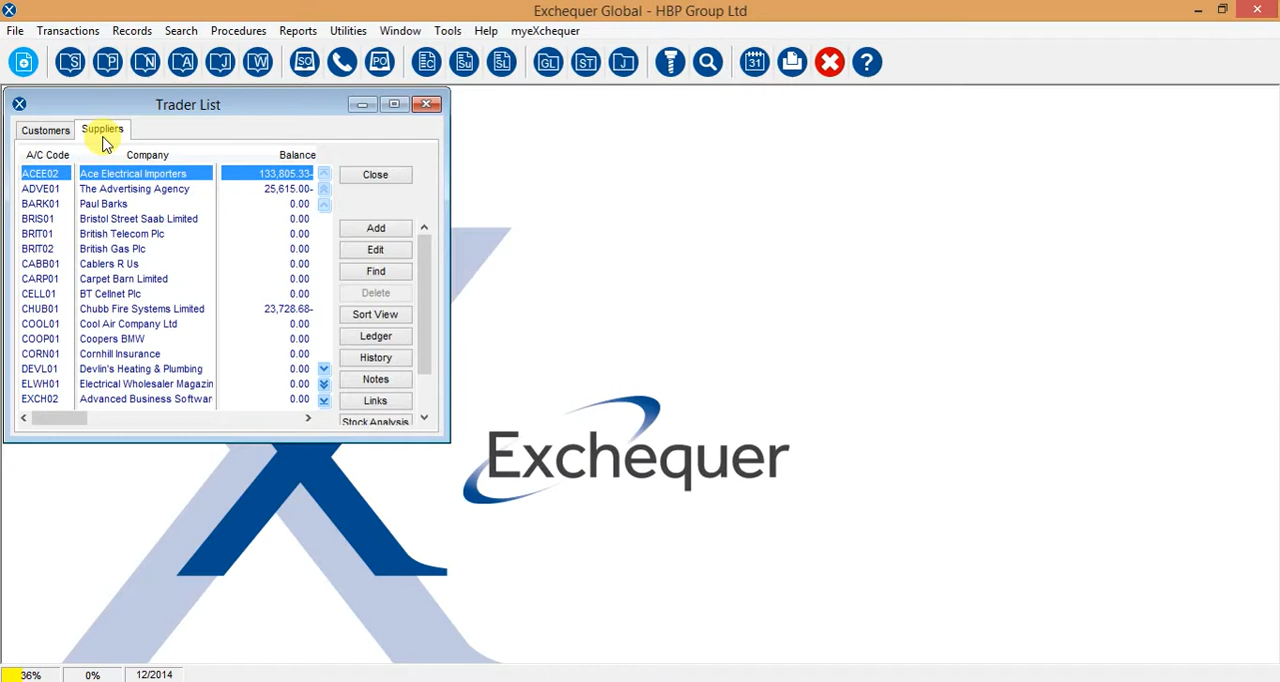 Exchequer Global - HBP Group Ltd
File Transactions Records Search Procedures Reports Utilities Window Tools Help myeXchequer
S P N A J W SO PO C Su SL GL ST J 31 ?
Trader List
Customers Suppliers
A/C Code Company Balance
ACEE02 Ace Electrical Importers 133,805.33-
ADVE01 The Advertising Agency 25,615.00-
BARK01 Paul Barks 0.00
BRIS01 Bristol Street Saab Limited 0.00
BRIT01 British Telecom Plc 0.00
BRIT02 British Gas Plc 0.00
CABB01 Cablers R Us 0.00
CARP01 Carpet Barn Limited 0.00
CELL01 BT Cellnet Plc 0.00
CHUB01 Chubb Fire Systems Limited 23,728.68-
COOL01 Cool Air Company Ltd 0.00
COOP01 Coopers BMW 0.00
CORN01 Cornhill Insurance 0.00
DEVL01 Devlin's Heating & Plumbing 0.00
ELWH01 Electrical Wholesaler Magazin 0.00
EXCH02 Advanced Business Softwar 0.00
Close
Add
Edit
Find
Delete
Sort View
Ledger
History
Notes
Links
Stock Analysis
Exchequer
36% 0% 12/2014